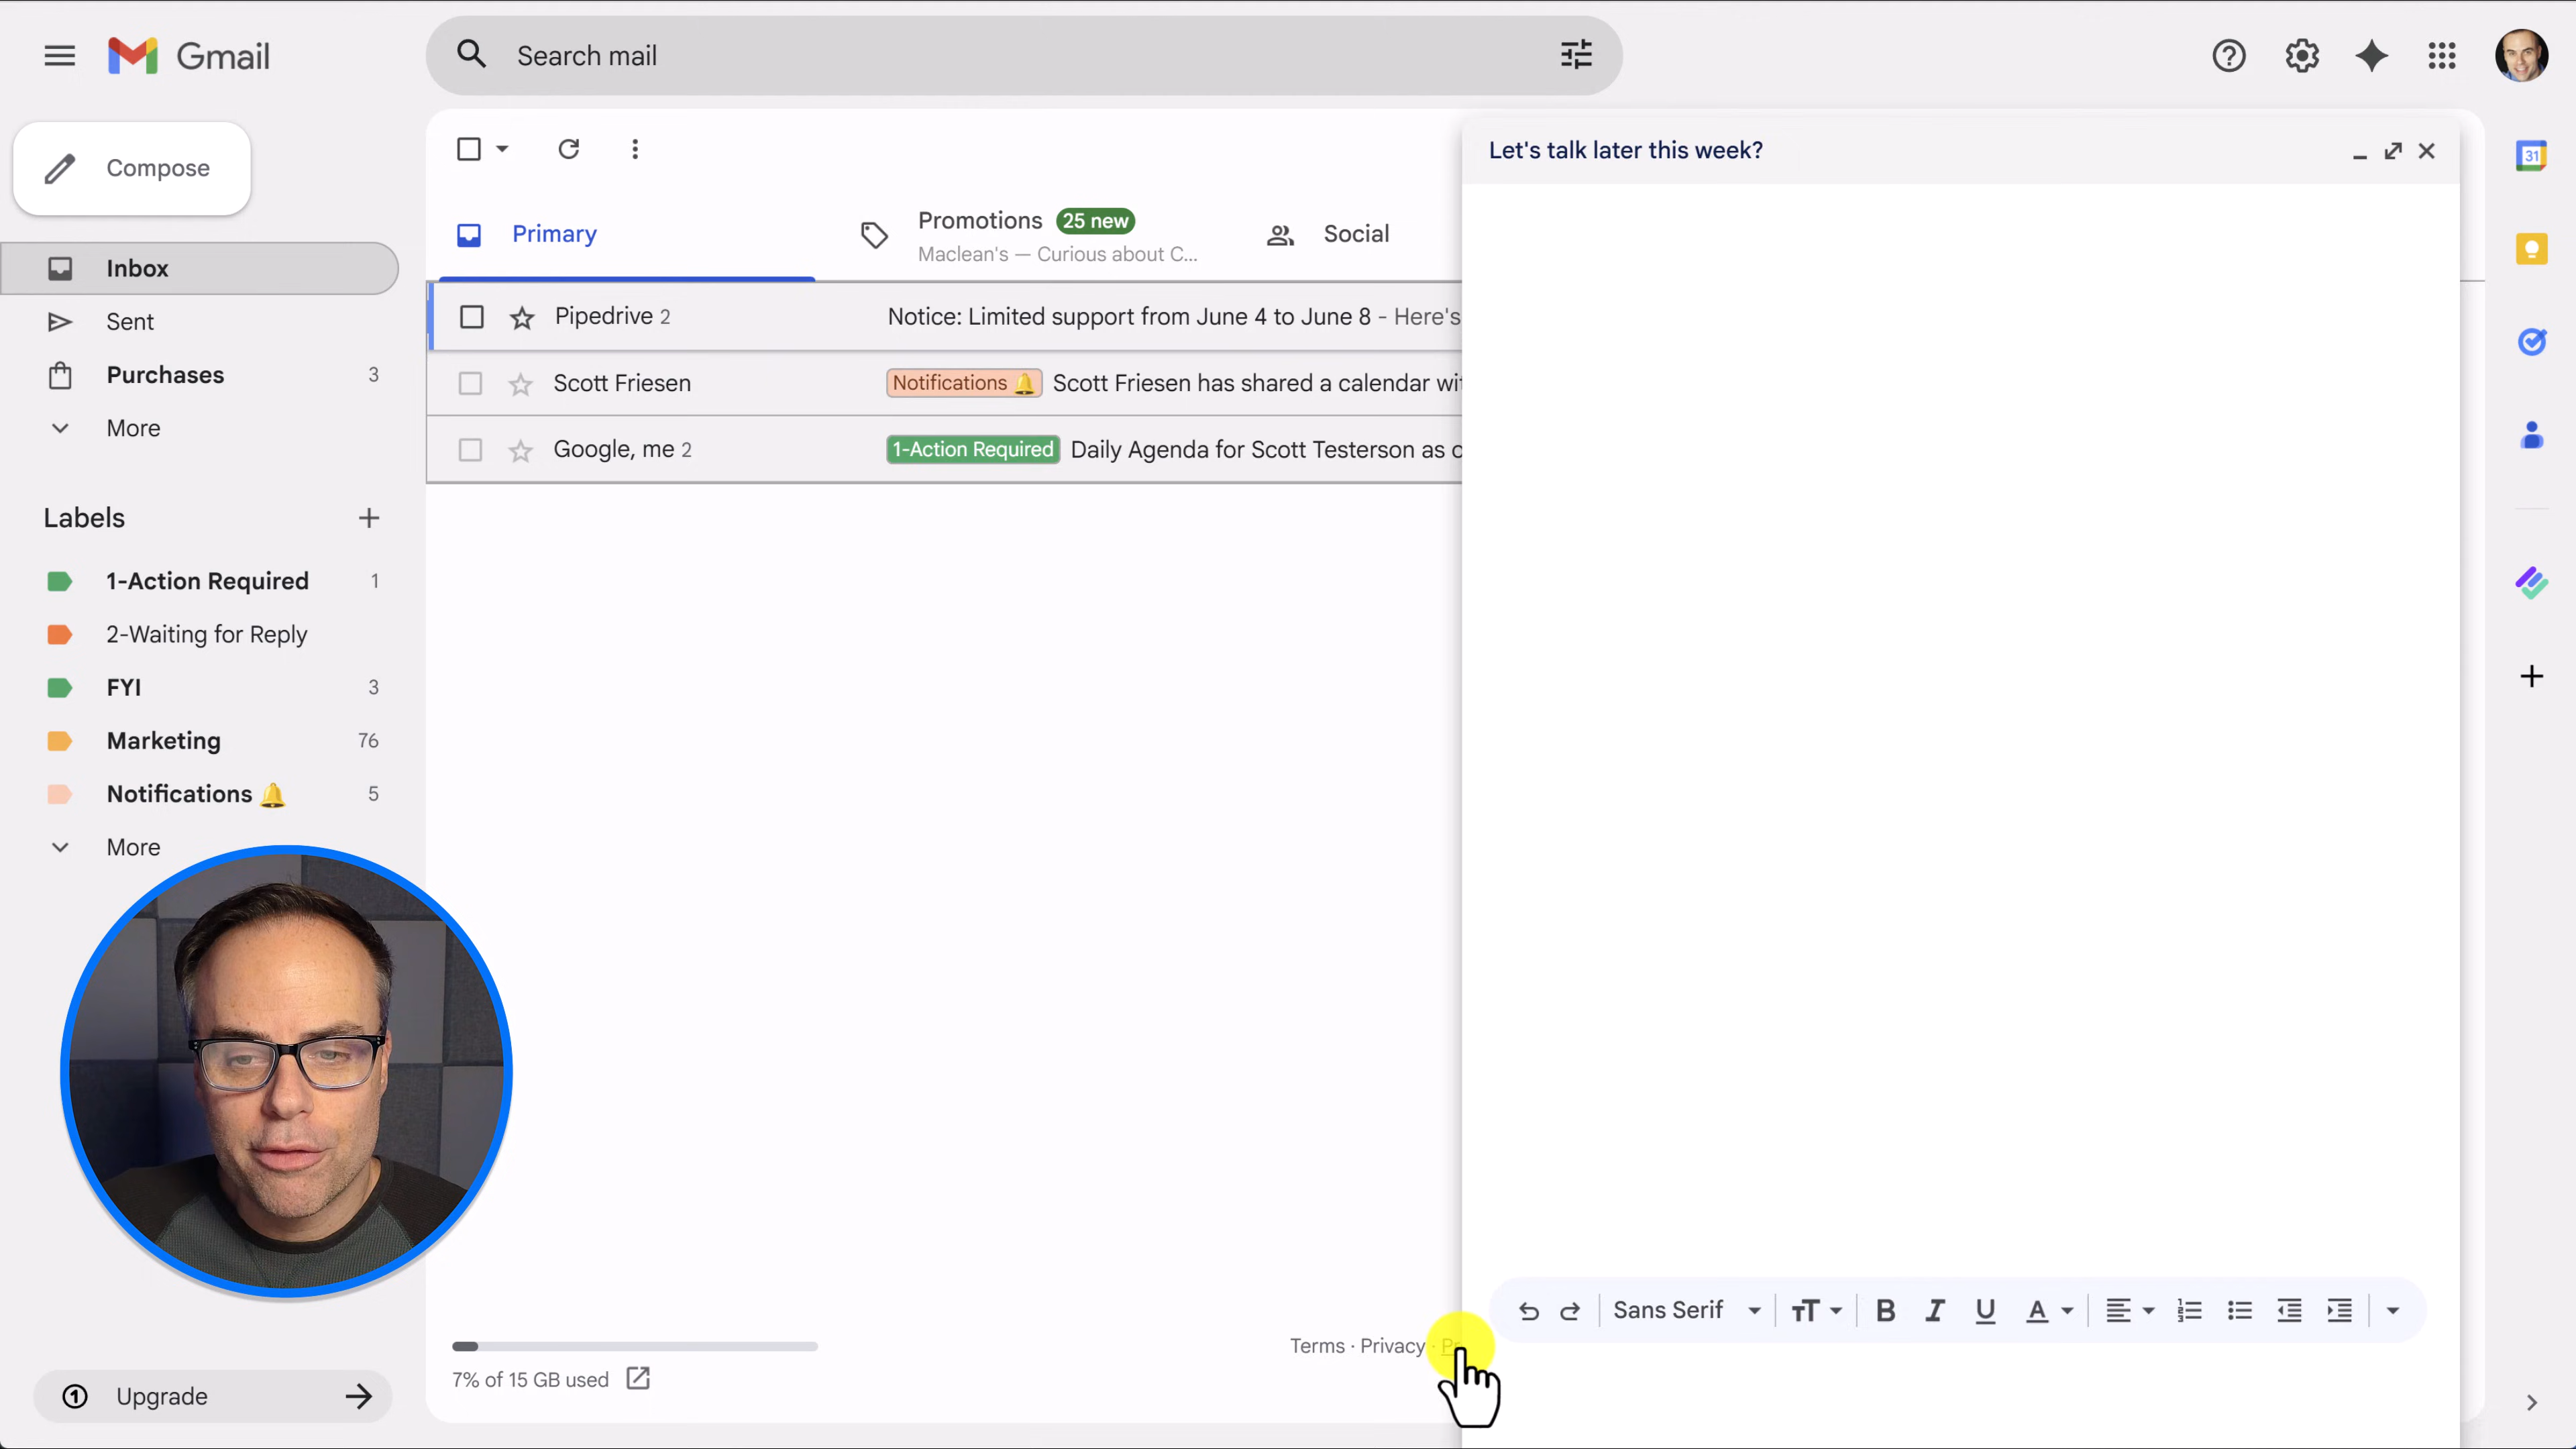 Gmail
Search mail
Compose
Let's talk later this week?
Inbox
Sent
Purchases 3
More
Labels
1-Action Required 1
2-Waiting for Reply
FYI 3
Marketing 76
Notifications 🔔 5
More
Upgrade
Primary
Promotions 25 new
Maclean's — Curious about C...
Social
Pipedrive 2 Notice: Limited support from June 4 to June 8 - Here's
Scott Friesen Notifications 🔔 Scott Friesen has shared a calendar wit
Google, me 2 1-Action Required Daily Agenda for Scott Testerson as o
Sans Serif
Terms · Privacy ·
7% of 15 GB used
31